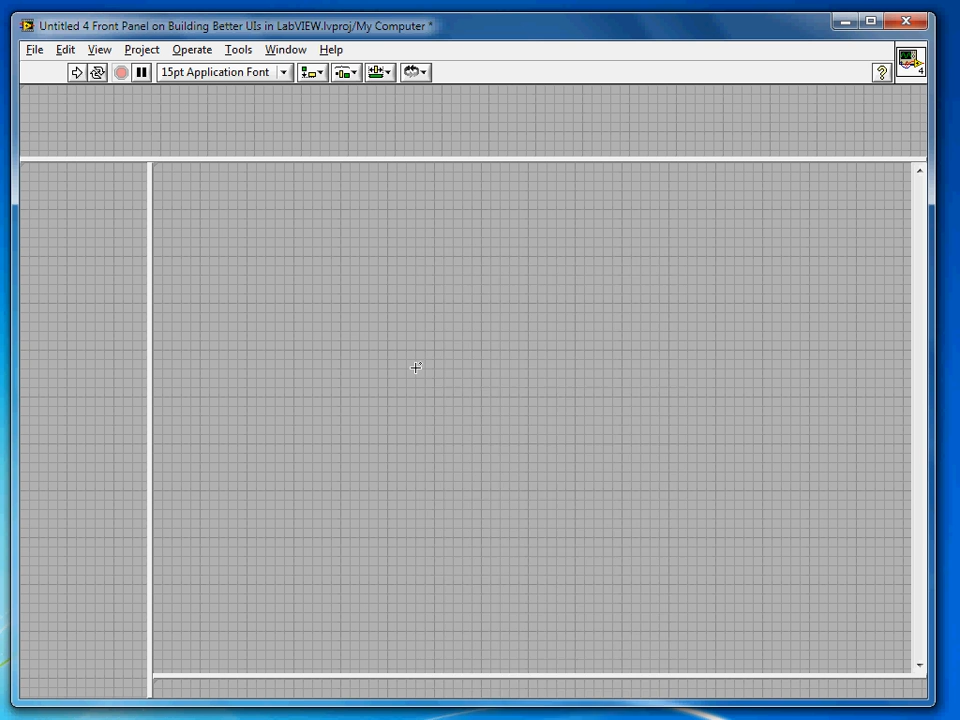 Untitled 4 Front Panel on Building Better UIs in LabVIEW.lvproj/My Computer *
File Edit View Project Operate Tools Window Help
15pt Application Font ?
4